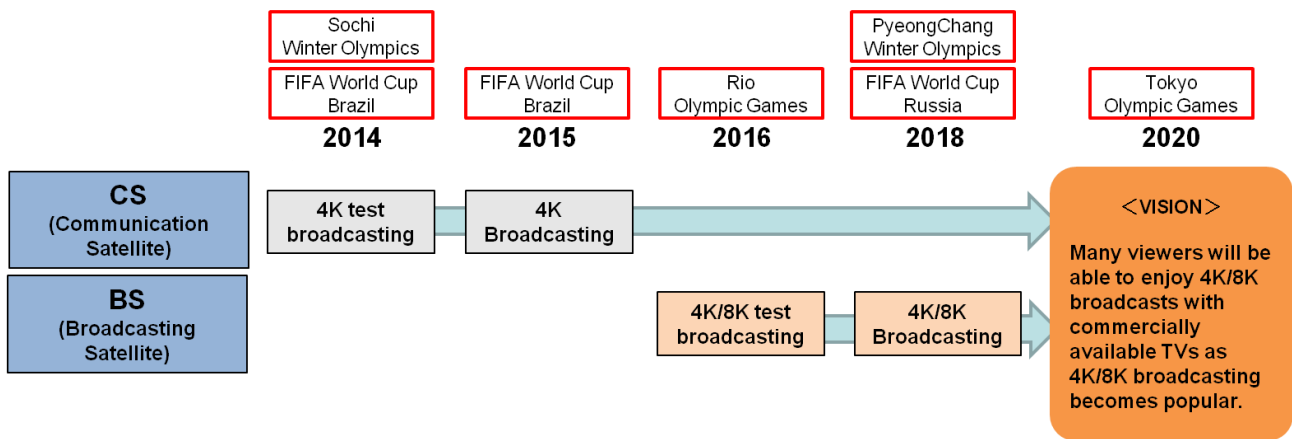 Sochi
Winter Olympics
PyeongChang
Winter Olympics
FIFA World Cup
Brazil
FIFA World Cup
Brazil
Rio
Olympic Games
FIFA World Cup
Russia
Tokyo
Olympic Games
2014
2015
2016
2018
2020
CS
(Communication
Satellite)
4K test
broadcasting
4K
Broadcasting
BS
(Broadcasting
Satellite)
4K/8K test
broadcasting
4K/8K
Broadcasting
＜VISION＞
Many viewers will be
able to enjoy 4K/8K
broadcasts with
commercially
available TVs as
4K/8K broadcasting
becomes popular.